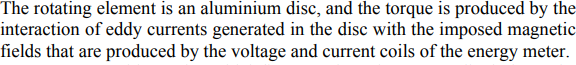 The rotating element is an aluminium disc, and the torque is produced by the
interaction of eddy currents generated in the disc with the imposed magnetic
fields that are produced by the voltage and current coils of the energy meter.